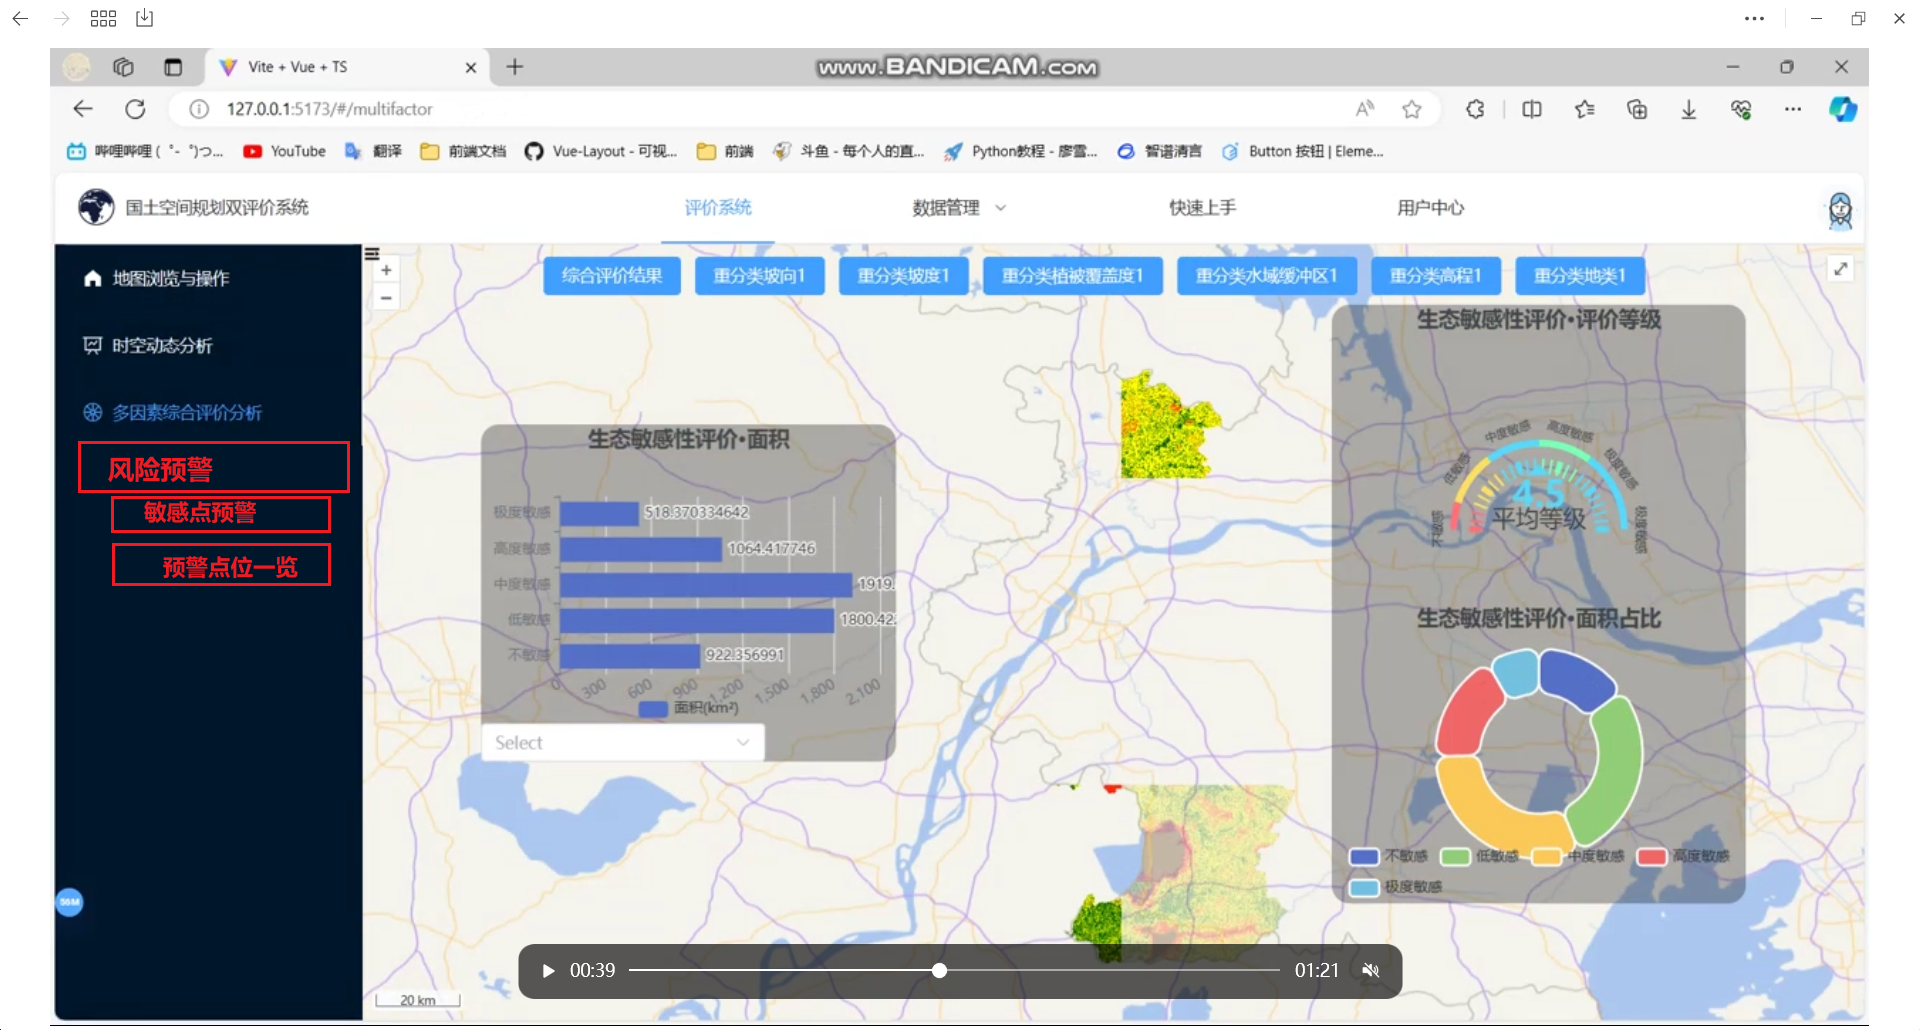 Vite + Vue + TS
www.BANDICAM.com
127.0.0.1:5173/#/multifactor
哔哩哔哩 ( ゜- ゜)つ...
YouTube
翻译
前端文档
Vue-Layout - 可视...
前端
斗鱼 - 每个人的直...
Python教程 - 廖雪...
智谱清言
Button 按钮 | Eleme...
国土空间规划双评价系统
评价系统
数据管理
快速上手
用户中心
地图浏览与操作
时空动态分析
多因素综合评价分析
风险预警
敏感点预警
预警点位一览
综合评价结果
重分类坡向1
重分类坡度1
重分类植被覆盖度1
重分类水域缓冲区1
重分类高程1
重分类地类1
生态敏感性评价•面积
极度敏感
518.370334642
高度敏感
1064.417746
中度敏感
1919.
低敏感
1800.42
不敏感
922.356991
0
300
600
900
1,200
1,500
1,800
2,100
面积(km²)
Select
生态敏感性评价•评价等级
不敏感
低敏感
中度敏感
高度敏感
极度敏感
极度敏感
4.5
平均等级
生态敏感性评价•面积占比
不敏感
低敏感
中度敏感
高度敏感
极度敏感
56M
00:39
01:21
20 km